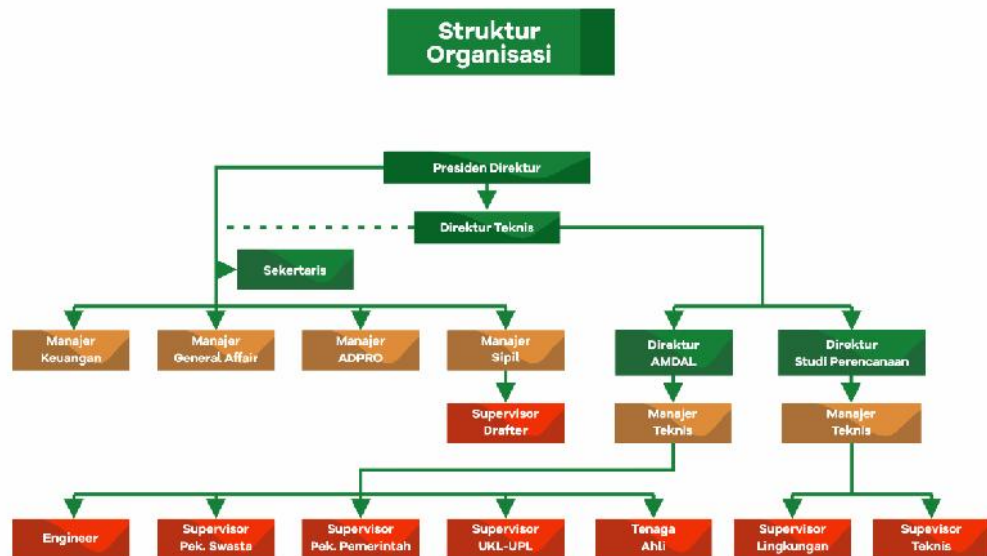 Struktur
Organisasi
Presiden Direktur
Direktur Teknis
Sekertaris
Manajer
Keuangan
Manajer
General Affair
Manajer
ADPRO
Manajer
Sipil
Direktur
AMDAL
Direktur
Studi Perencanaan
Supervisor
Drafter
Manajer
Teknis
Manajer
Teknis
Engineer
Supervisor
Pek. Swasta
Supervisor
Pek. Pemerintah
Supervisor
UKL-UPL
Tenaga
Ahli
Supervisor
Lingkungan
Supevisor
Teknis